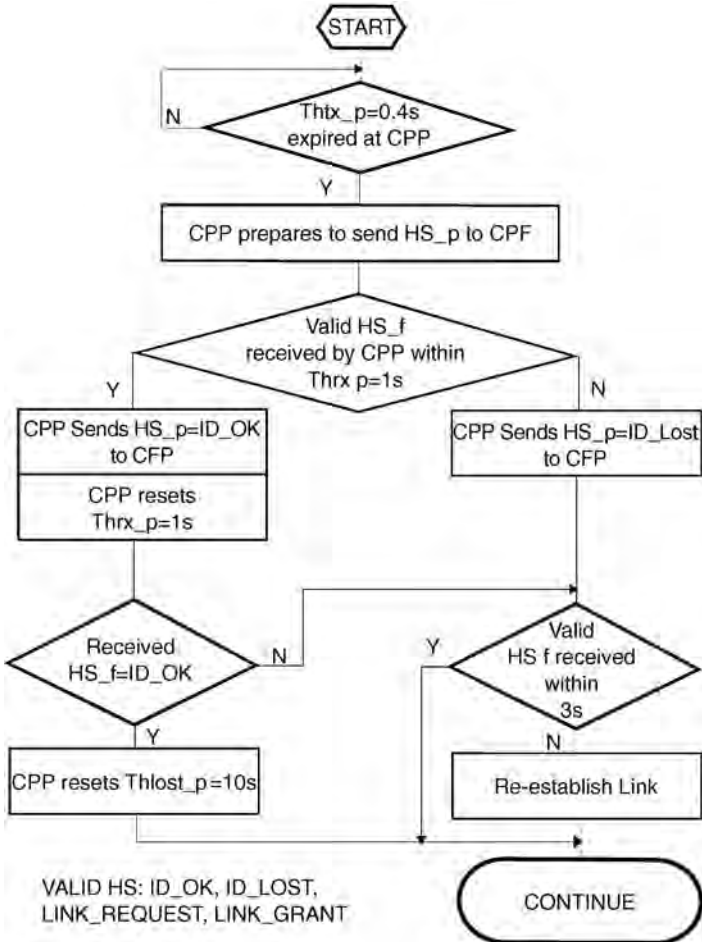 START
N
Thtx_p=0.4s
expired at CPP
Y
CPP prepares to send HS_p to CPF
Valid HS_f
received by CPP within
Thrx p=1s
Y
N
CPP Sends HS_p=ID_OK
to CFP
CPP Sends HS_p=ID_Lost
to CFP
CPP resets
Thrx_p=1s
Received
HS_f=ID_OK
N
Y
Valid
HS f received
within
3s
Y
N
CPP resets Thlost_p=10s
Re-establish Link
VALID HS: ID_OK, ID_LOST,
LINK_REQUEST, LINK_GRANT
CONTINUE